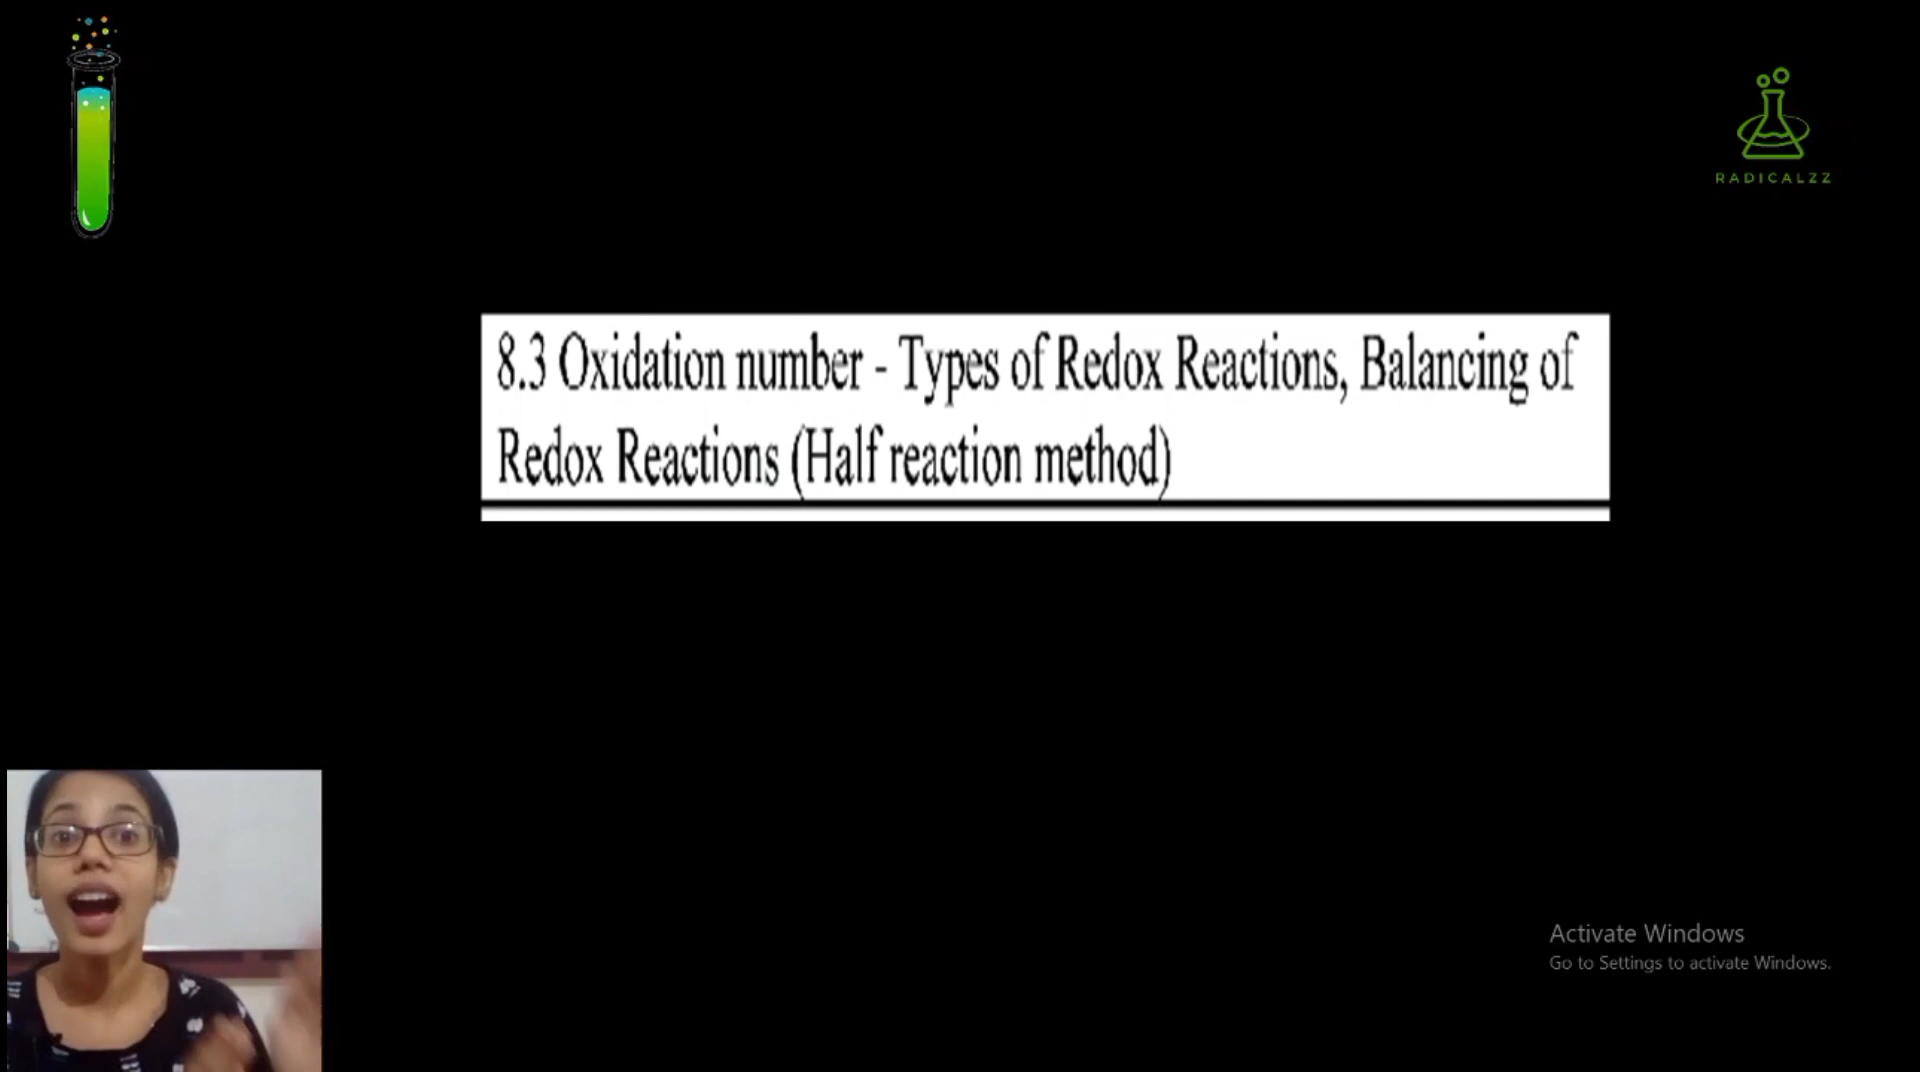 RADICALZZ
8.3 Oxidation number - Types of Redox Reactions, Balancing of
Redox Reactions (Half reaction method)
Activate Windows
Go to Settings to activate Windows.